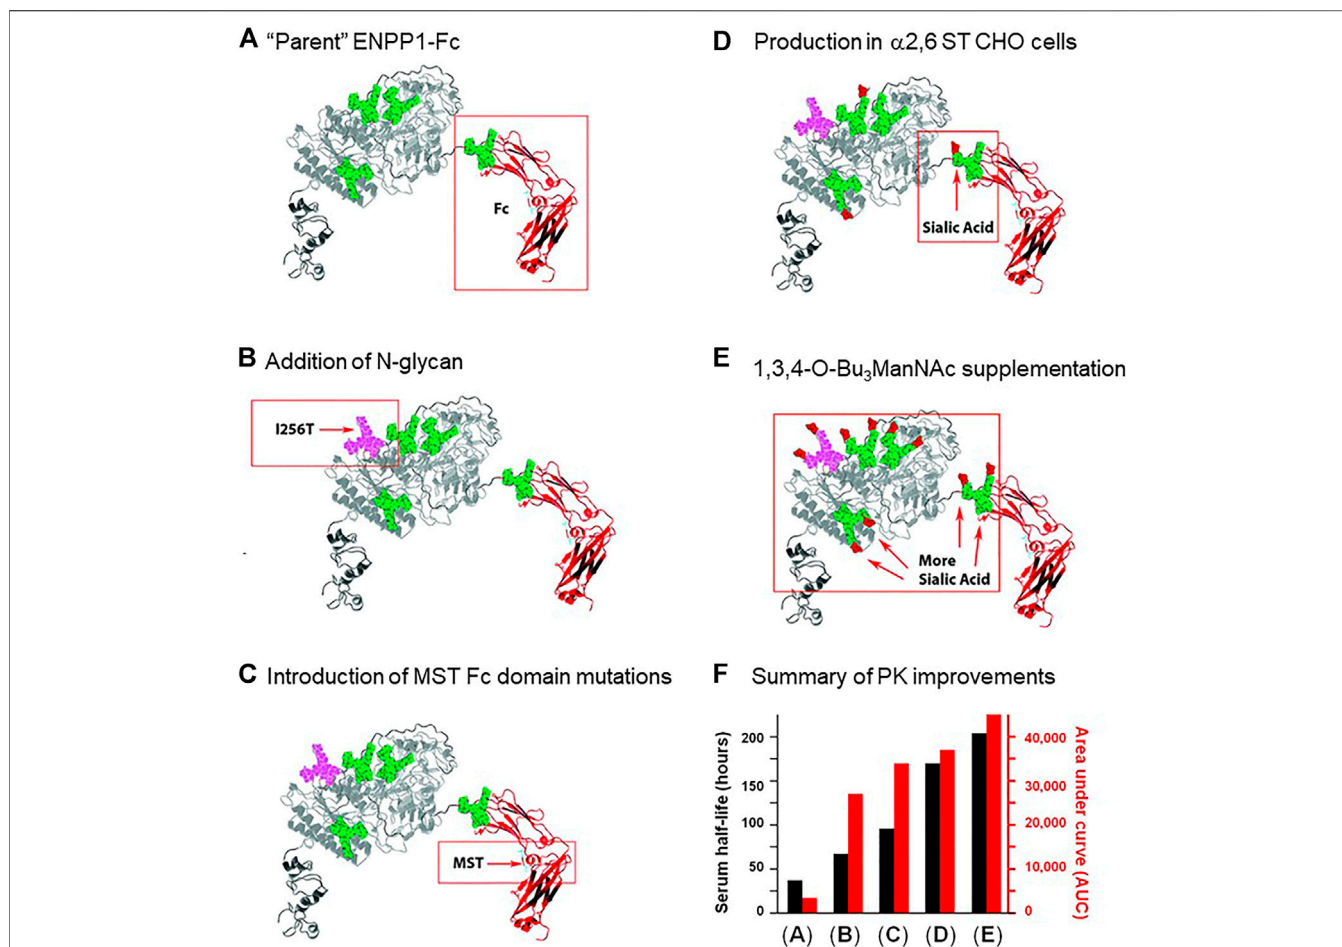 A "Parent" ENPP1-Fc
Fc
B Addition of N-glycan
I256T
C Introduction of MST Fc domain mutations
MST
D Production in α2,6 ST CHO cells
Sialic Acid
E 1,3,4-O-Bu₃ManNAc supplementation
More
Sialic Acid
F Summary of PK improvements
Serum half-life (hours)
200
150
100
50
0
Area under curve (AUC)
40,000
30,000
20,000
10,000
0
(A) (B) (C) (D) (E)